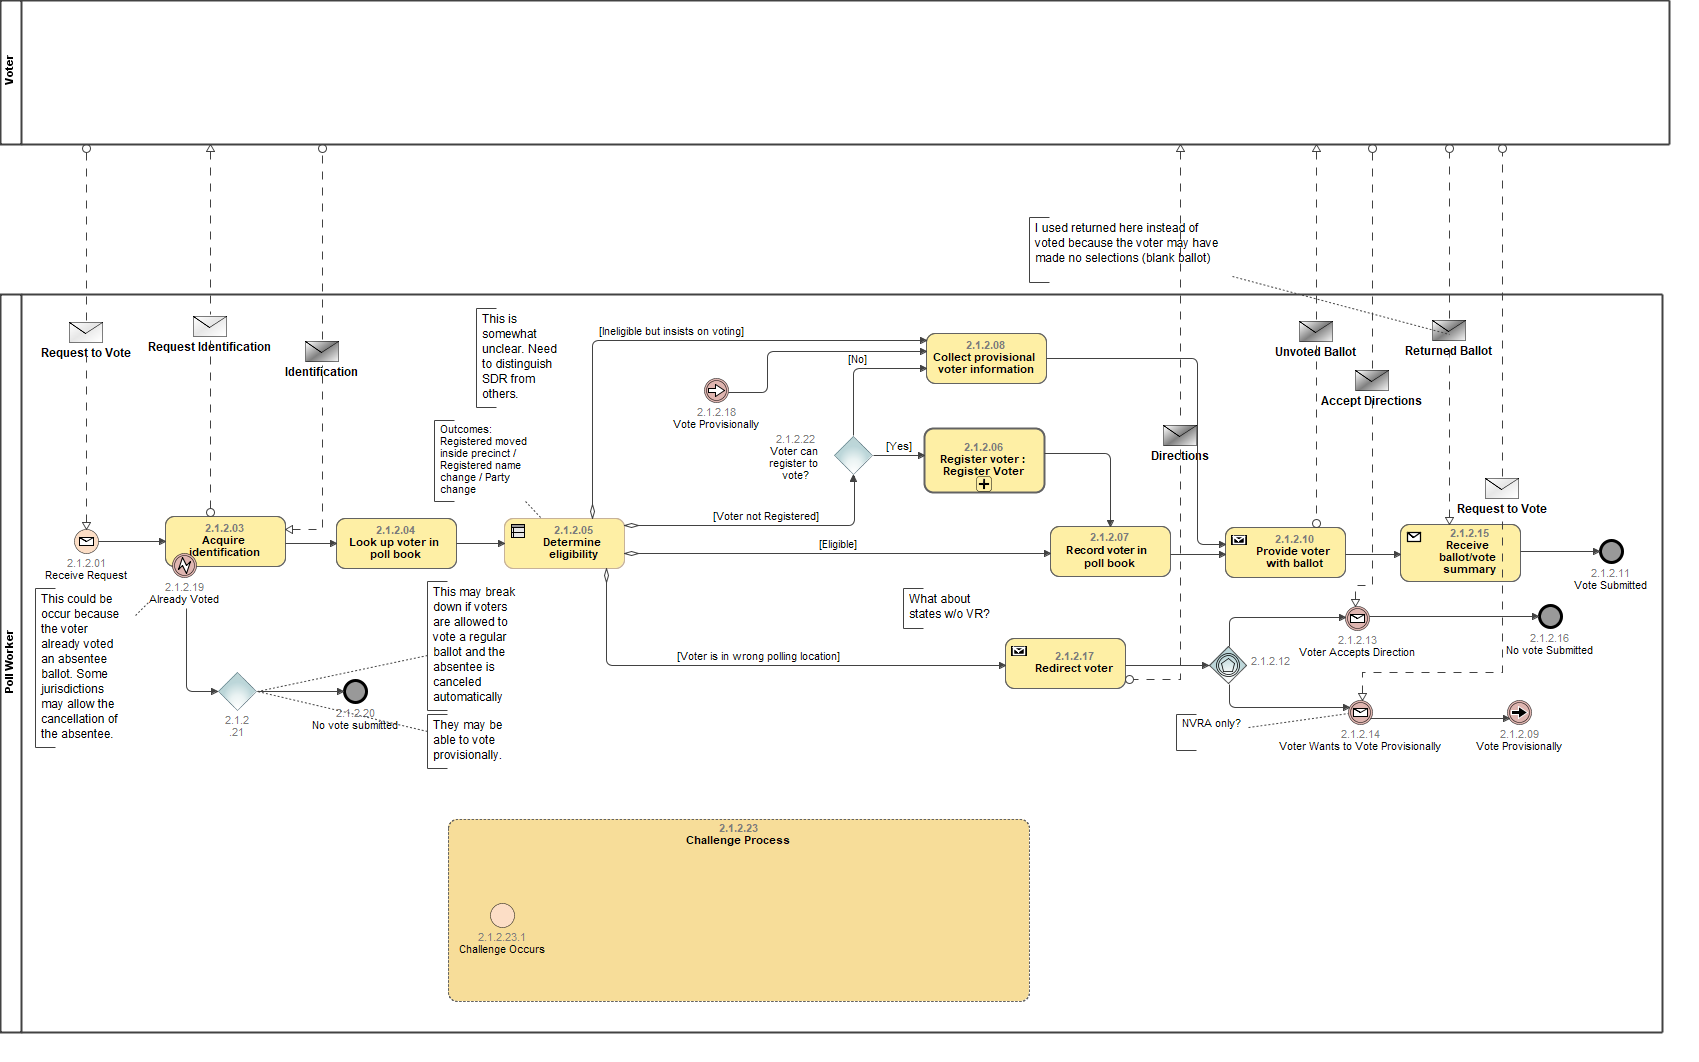 Voter
I used returned here instead of
voted because the voter may have
made no selections (blank ballot)
Poll Worker
Request to Vote
Request Identification
Identification
This is
somewhat
unclear. Need
to distinguish
SDR from
others.
[Ineligible but insists on voting]
2.1.2.08
Collect provisional
voter information
[No]
2.1.2.18
Vote Provisionally
Unvoted Ballot
Returned Ballot
Accept Directions
Outcomes:
Registered moved
inside precinct /
Registered name
change / Party
change
2.1.2.22
Voter can
register to
vote?
[Yes]
2.1.2.06
Register voter :
Register Voter
Directions
Request to Vote
[Voter not Registered]
2.1.2.01
Receive Request
2.1.2.03
Acquire
identification
2.1.2.04
Look up voter in
poll book
2.1.2.05
Determine
eligibility
[Eligible]
2.1.2.07
Record voter in
poll book
2.1.2.10
Provide voter
with ballot
2.1.2.15
Receive
ballot/vote
summary
2.1.2.11
Vote Submitted
2.1.2.19
Already Voted
This could be
occur because
the voter
already voted
an absentee
ballot. Some
jurisdictions
may allow the
cancellation of
the absentee.
This may break
down if voters
are allowed to
vote a regular
ballot and the
absentee is
canceled
automatically
What about
states w/o VR?
[Voter is in wrong polling location]
2.1.2.17
Redirect voter
2.1.2.12
2.1.2.13
Voter Accepts Direction
2.1.2.16
No vote Submitted
2.1.2
.21
2.1.2.20
No vote submitted
They may be
able to vote
provisionally.
NVRA only?
2.1.2.14
Voter Wants to Vote Provisionally
2.1.2.09
Vote Provisionally
2.1.2.23
Challenge Process
2.1.2.23.1
Challenge Occurs